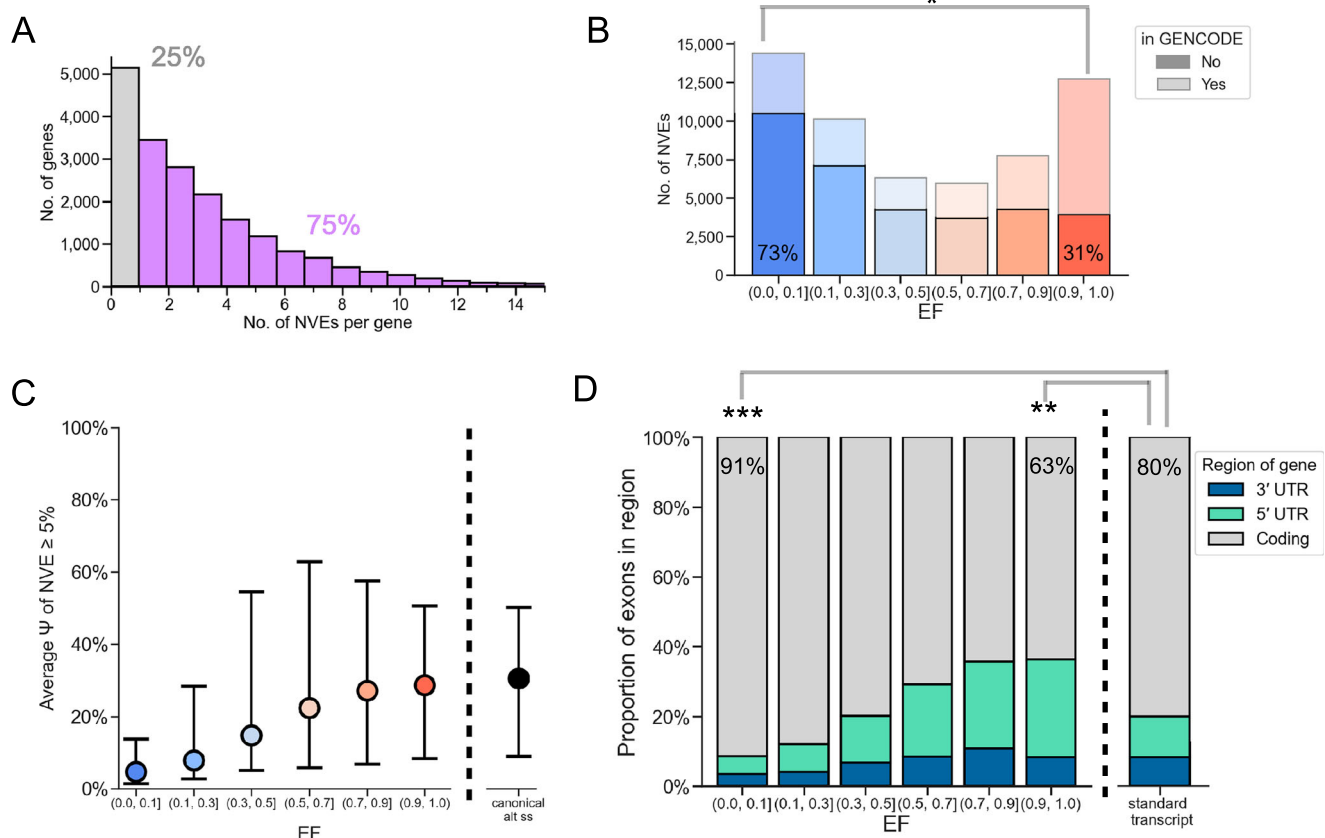 A
25%
75%
No. of genes
5,000
4,000
3,000
2,000
1,000
0
0 2 4 6 8 10 12 14
No. of NVEs per gene
B
*
in GENCODE
No
Yes
No. of NVEs
15,000
12,500
10,000
7,500
5,000
2,500
0
73%
31%
(0.0, 0.1] (0.1, 0.3] (0.3, 0.5] (0.5, 0.7] (0.7, 0.9] (0.9, 1.0)
EF
C
Average Ψ of NVE ≥ 5%
100%
80%
60%
40%
20%
0%
(0.0, 0.1] (0.1, 0.3] (0.3, 0.5] (0.5, 0.7] (0.7, 0.9] (0.9, 1.0)
canonical
alt ss
EF
D
***
**
Proportion of exons in region
100%
80%
60%
40%
20%
0%
91%
63%
80%
Region of gene
3′ UTR
5′ UTR
Coding
(0.0, 0.1] (0.1, 0.3] (0.3, 0.5] (0.5, 0.7] (0.7, 0.9] (0.9, 1.0)
standard
transcript
EF